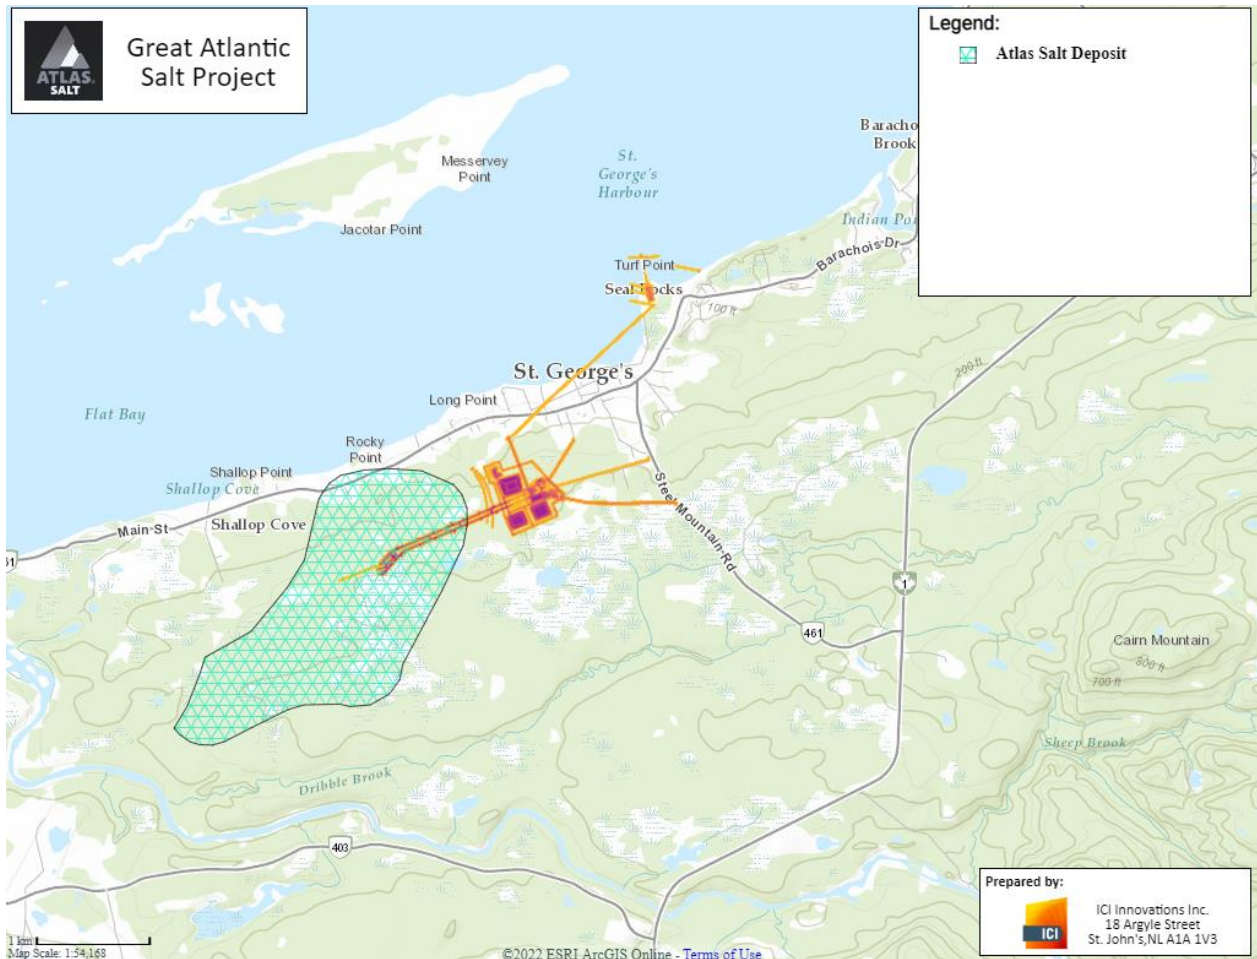 ATLAS
SALT
Great Atlantic
Salt Project
Legend:
Atlas Salt Deposit
Baracho
Brook
Messervey
Point
St.
George's
Harbour
Jacotar Point
Indian Poi
Barachois Dr
Turf Point
Seal Rocks
100 ft
200 ft
St. George's
Long Point
Flat Bay
Rocky
Point
Shallop Point
Shallop Cove
Main St
Shallop Cove
Steel Mountain Rd
1
461
Cairn Mountain
800 ft
700 ft
Sheep Brook
Dribble Brook
403
Prepared by:
ICI
ICI Innovations Inc.
18 Argyle Street
St. John's,NL A1A 1V3
1 km
Map Scale: 1:54,168
©2022 ESRI ArcGIS Online - Terms of Use